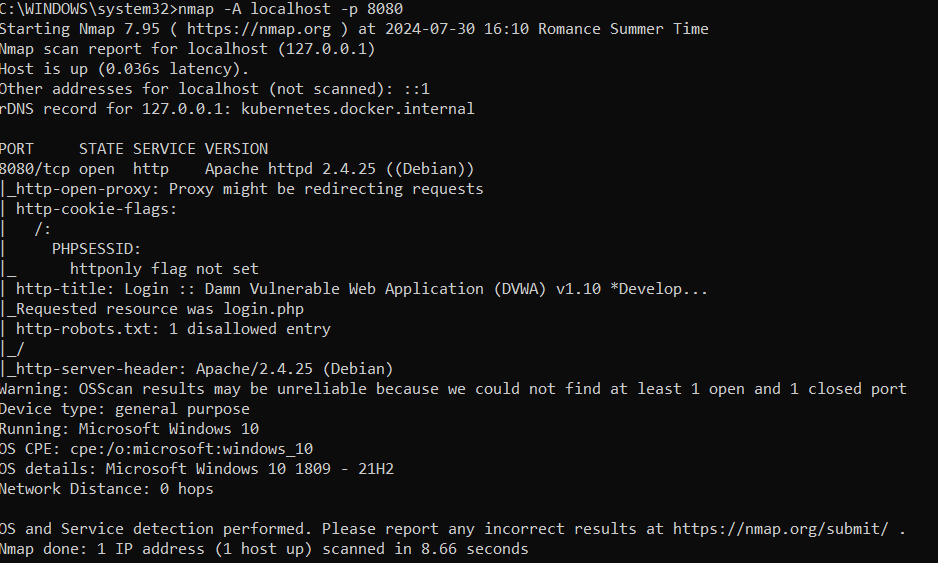 C:\WINDOWS\system32>nmap -A localhost -p 8080
Starting Nmap 7.95 ( https://nmap.org ) at 2024-07-30 16:10 Romance Summer Time
Nmap scan report for localhost (127.0.0.1)
Host is up (0.036s latency).
Other addresses for localhost (not scanned): ::1
rDNS record for 127.0.0.1: kubernetes.docker.internal
PORT     STATE SERVICE VERSION
8080/tcp open  http    Apache httpd 2.4.25 ((Debian))
|_http-open-proxy: Proxy might be redirecting requests
| http-cookie-flags:
|   /:
|     PHPSESSID:
|_      httponly flag not set
| http-title: Login :: Damn Vulnerable Web Application (DVWA) v1.10 *Develop...
|_Requested resource was login.php
| http-robots.txt: 1 disallowed entry
|_/
|_http-server-header: Apache/2.4.25 (Debian)
Warning: OSScan results may be unreliable because we could not find at least 1 open and 1 closed port
Device type: general purpose
Running: Microsoft Windows 10
OS CPE: cpe:/o:microsoft:windows_10
OS details: Microsoft Windows 10 1809 - 21H2
Network Distance: 0 hops
OS and Service detection performed. Please report any incorrect results at https://nmap.org/submit/ .
Nmap done: 1 IP address (1 host up) scanned in 8.66 seconds